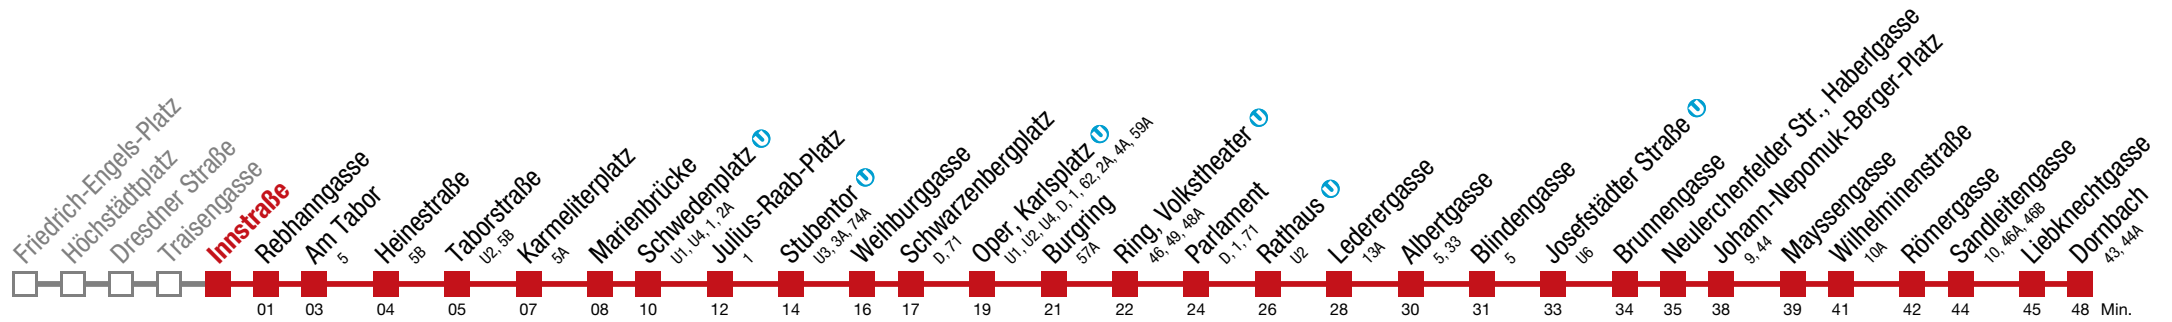 Friedrich-Engels-Platz
Höchstädtplatz
Dresdner Straße
Traisengasse
Innstraße
Rebhanngasse
Am Tabor
5
Heinestraße
5B
Taborstraße
U2, 5B
Karmeliterplatz
5A
Marienbrücke
Schwedenplatz
U1, U4, 1, 2A
Julius-Raab-Platz
1
Stubentor
U3, 3A, 74A
Weihburggasse
Schwarzenbergplatz
D, 71
Oper, Karlsplatz
U1, U2, U4, D, 1, 62, 2A, 4A, 59A
Burgring
57A
Ring, Volkstheater
46, 49, 48A
Parlament
D, 1, 71
Rathaus
U2
Lederergasse
13A
Albertgasse
5, 33
Blindengasse
5
Josefstädter Straße
U6
Brunnengasse
Neulerchenfelder Str., Haberlgasse
Johann-Nepomuk-Berger-Platz
9, 44
Mayssengasse
Wilhelminenstraße
10A
Römergasse
Sandleitengasse
10, 46A, 46B
Liebknechtgasse
Dornbach
43, 44A
01 03 04 05 07 08 10 12 14 16 17 19 21 22 24 26 28 30 31 33 34 35 38 39 41 42 44 45 48 Min.